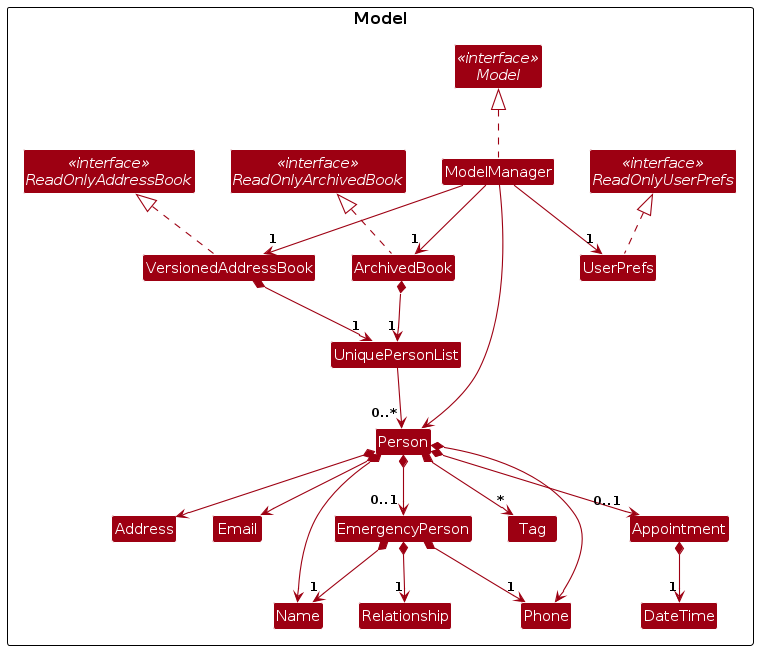 Model
«interface»
Model
«interface»
ReadOnlyAddressBook
«interface»
ReadOnlyArchivedBook
ModelManager
«interface»
ReadOnlyUserPrefs
1
1
1
VersionedAddressBook
ArchivedBook
UserPrefs
1
1
UniquePersonList
0..*
Person
0..1
*
0..1
Address
Email
EmergencyPerson
Tag
Appointment
1
1
1
1
Name
Relationship
Phone
DateTime